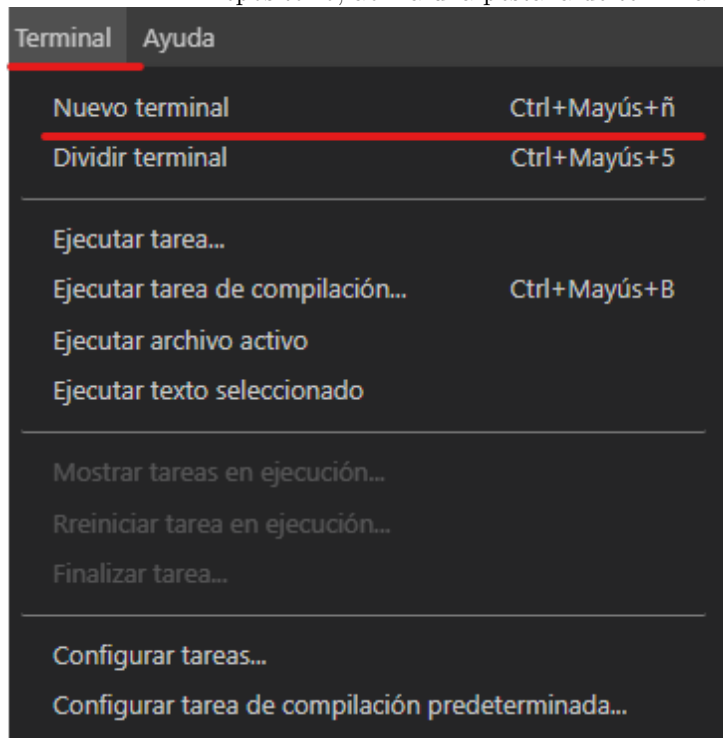 Terminal Ayuda
Nuevo terminal Ctrl+Mayús+ñ
Dividir terminal Ctrl+Mayús+5
Ejecutar tarea...
Ejecutar tarea de compilación... Ctrl+Mayús+B
Ejecutar archivo activo
Ejecutar texto seleccionado
Mostrar tareas en ejecución...
Rreiniciar tarea en ejecución...
Finalizar tarea...
Configurar tareas...
Configurar tarea de compilación predeterminada...